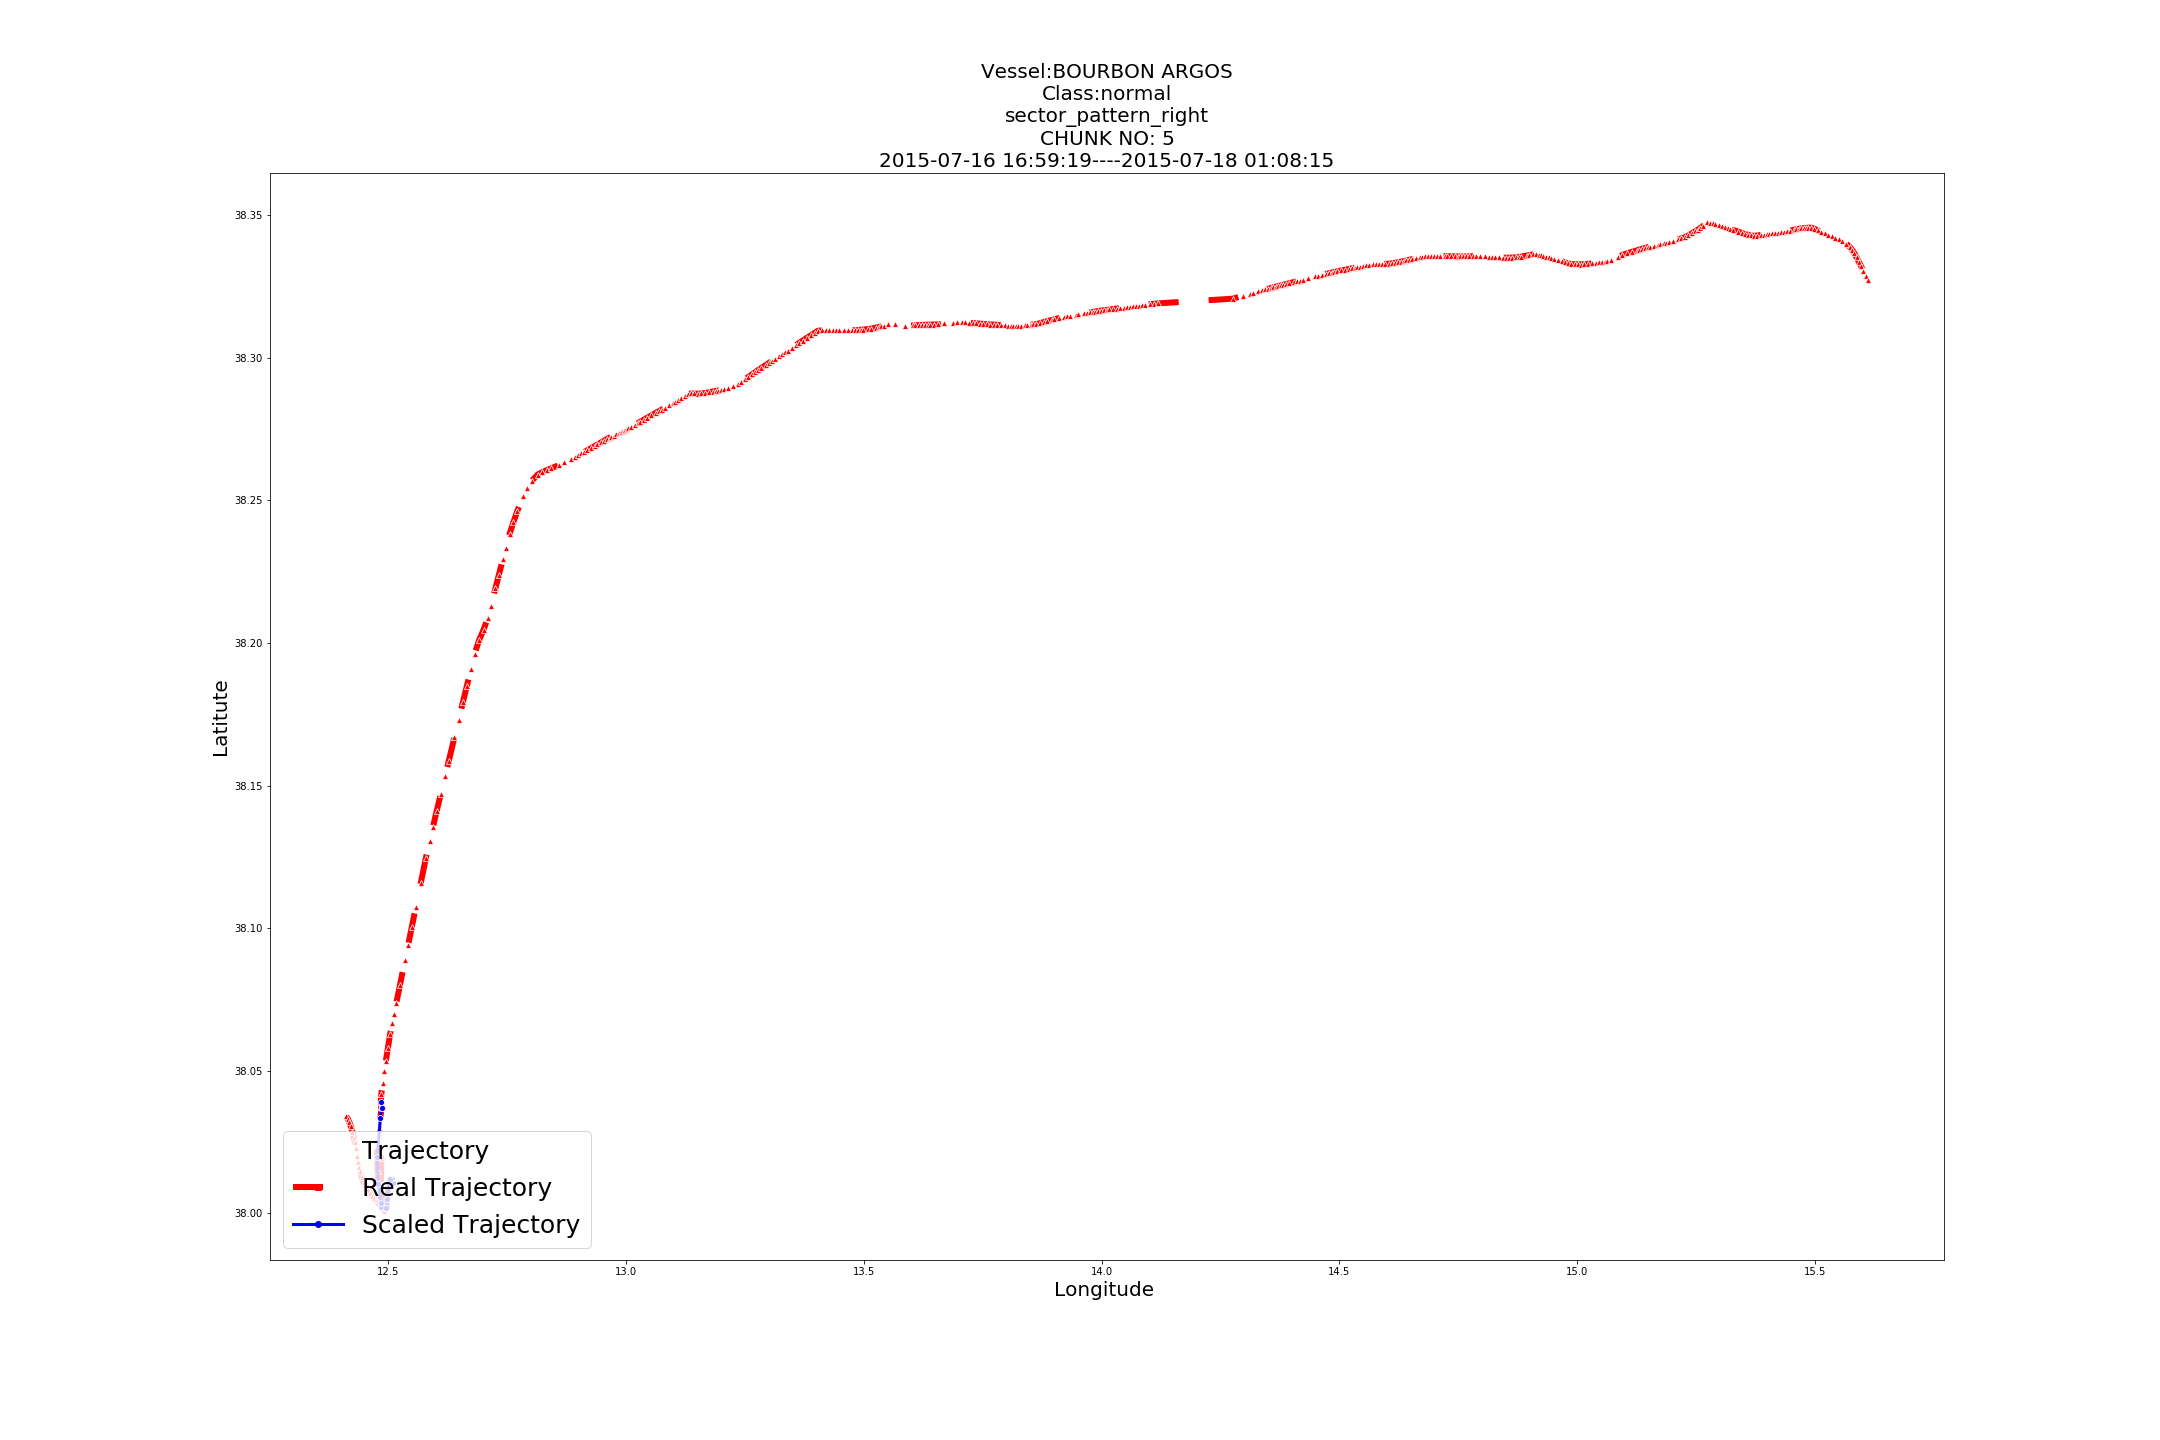 Vessel:BOURBON ARGOS
Class:normal
sector_pattern_right
CHUNK NO: 5
2015-07-16 16:59:19----2015-07-18 01:08:15
38.35
38.30
38.25
38.20
38.15
38.10
38.05
38.00
Latitute
Trajectory
Real Trajectory
Scaled Trajectory
12.5 13.0 13.5 14.0 14.5 15.0 15.5
Longitude